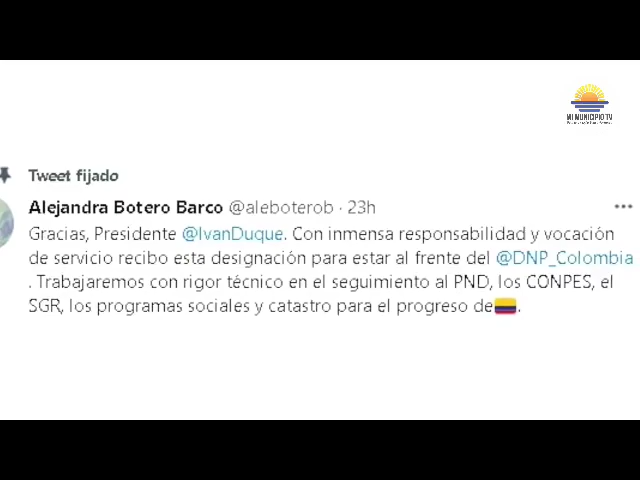 MI MUNICIPIO TV
Tweet fijado
Alejandra Botero Barco @aleboterob · 23h
Gracias, Presidente @IvanDuque. Con inmensa responsabilidad y vocación
de servicio recibo esta designación para estar al frente del @DNP_Colombia
. Trabajaremos con rigor técnico en el seguimiento al PND, los CONPES, el
SGR, los programas sociales y catastro para el progreso de🇨🇴.